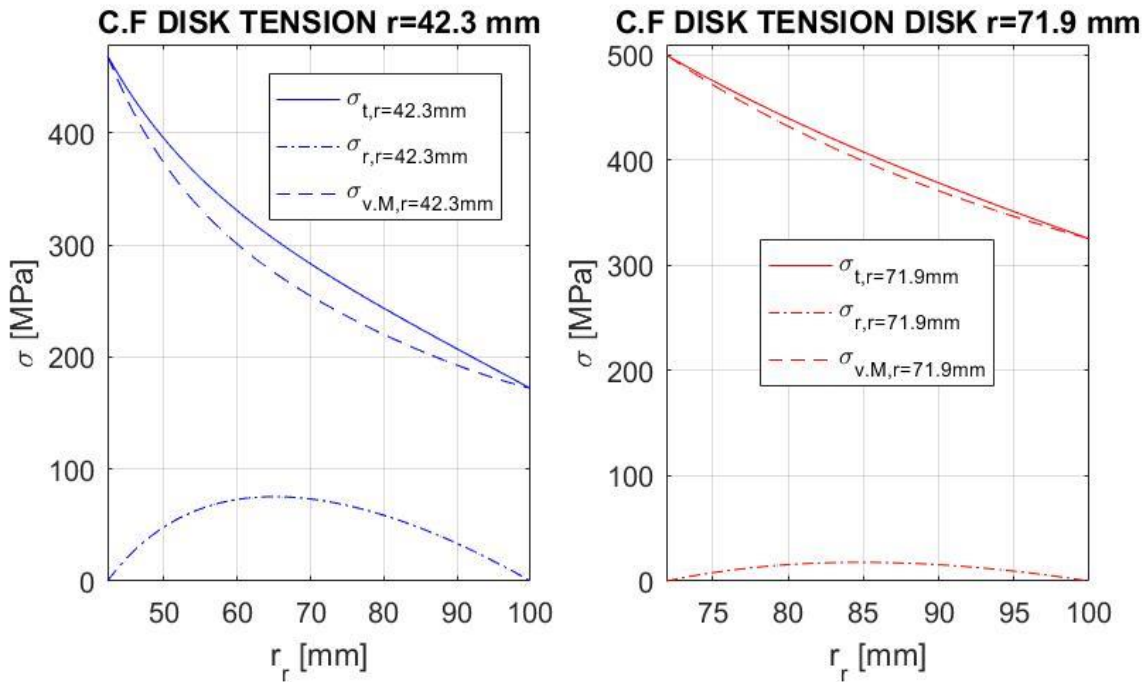 C.F DISK TENSION r=42.3 mm
σt,r=42.3mm
σr,r=42.3mm
σv.M,r=42.3mm
σ [MPa]
400
300
200
100
0
50
60
70
80
90
100
rr [mm]
C.F DISK TENSION DISK r=71.9 mm
σt,r=71.9mm
σr,r=71.9mm
σv.M,r=71.9mm
σ [MPa]
500
400
300
200
100
0
75
80
85
90
95
100
rr [mm]